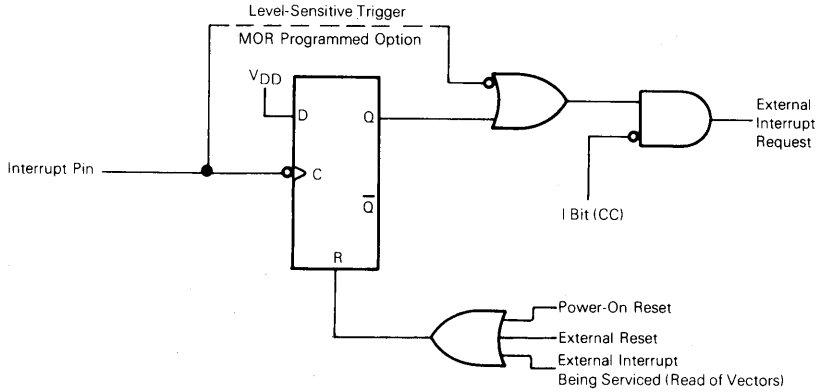 Level-Sensitive Trigger
MOR Programmed Option
VDD
D
Q
Interrupt Pin
C
Q̅
R
External
Interrupt
Request
I Bit (CC)
Power-On Reset
External Reset
External Interrupt
Being Serviced (Read of Vectors)